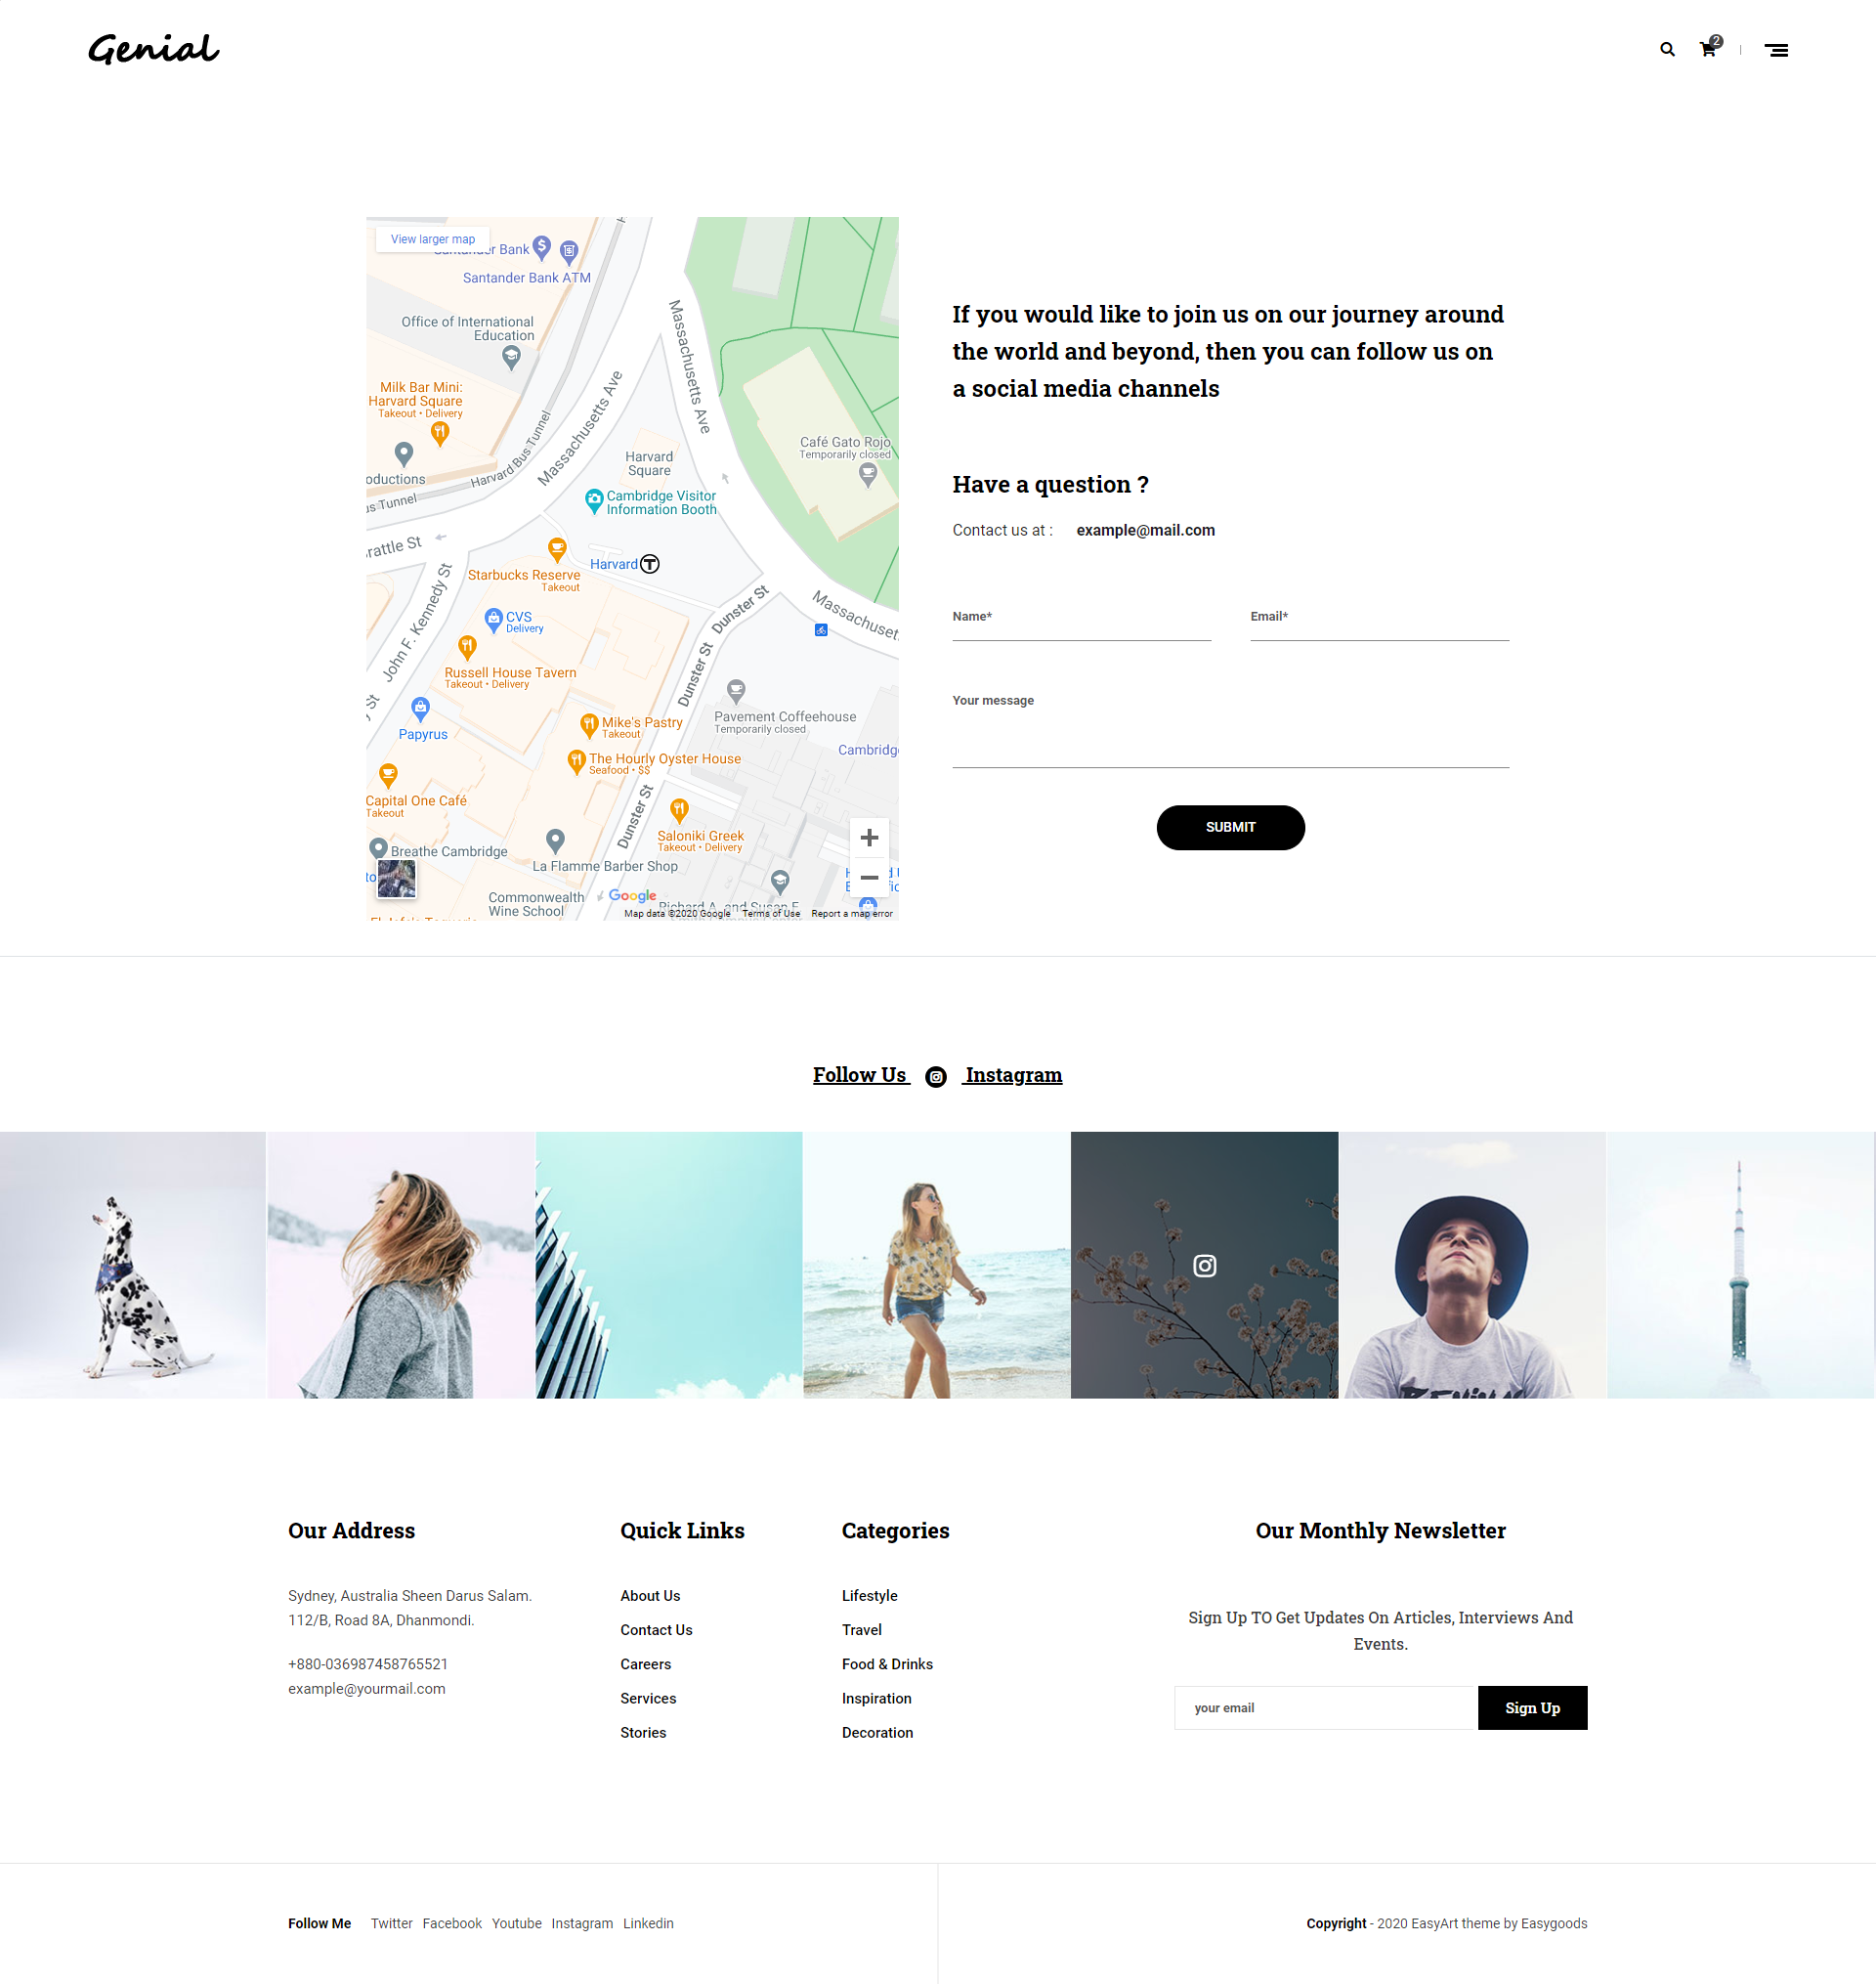 Genial
2
View larger map
Santander Bank
Santander Bank ATM
Office of International
Education
Massachusetts Ave
Milk Bar Mini:
Harvard Square
Takeout • Delivery
Massachusetts Ave
Harvard Bus Tunnel
Café Gato Rojo
Temporarily closed
Harvard
Square
oductions
us Tunnel
Cambridge Visitor
Information Booth
rattle St
Harvard
Starbucks Reserve
Takeout
John F. Kennedy St
Dunster St
Massachuset
CVS
Delivery
Russell House Tavern
Takeout • Delivery
Dunster St
Papyrus
Mike's Pastry
Takeout
Pavement Coffeehouse
Temporarily closed
Cambridg
The Hourly Oyster House
Seafood • $$
Capital One Café
Takeout
Dunster St
Saloniki Greek
Takeout • Delivery
Breathe Cambridge
La Flamme Barber Shop
Commonwealth
Wine School
Google
Richard A. and Susan F.
Map data ©2020 Google Terms of Use Report a map error
If you would like to join us on our journey around
the world and beyond, then you can follow us on
a social media channels
Have a question ?
Contact us at : example@mail.com
Name* Email*
Your message
SUBMIT
Follow Us Instagram
Our Address
Sydney, Australia Sheen Darus Salam.
112/B, Road 8A, Dhanmondi.
+880-036987458765521
example@yourmail.com
Quick Links
About Us
Contact Us
Careers
Services
Stories
Categories
Lifestyle
Travel
Food & Drinks
Inspiration
Decoration
Our Monthly Newsletter
Sign Up TO Get Updates On Articles, Interviews And
Events.
your email Sign Up
Follow Me Twitter Facebook Youtube Instagram Linkedin
Copyright - 2020 EasyArt theme by Easygoods